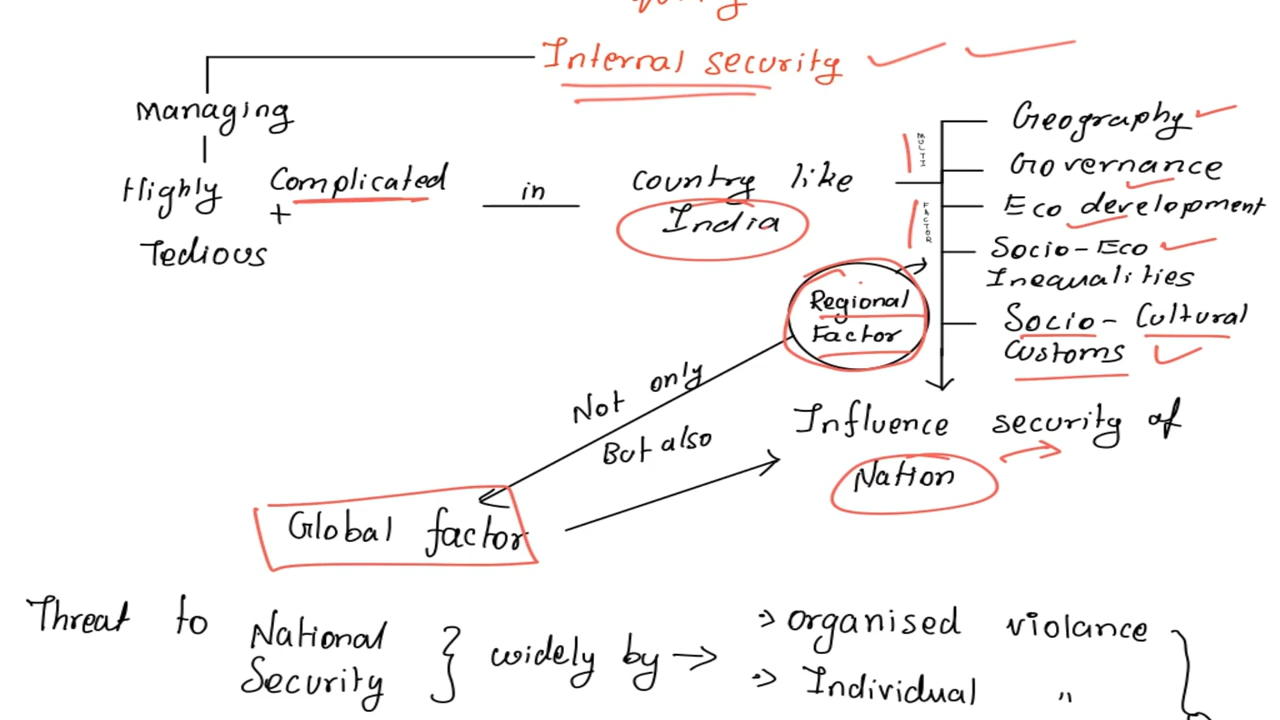 Internal security
Managing
Highly Complicated
+
Tedious
in
country like
India
MULTI
FACTOR
Geography
Governance
Eco development
Socio-Eco
Inequalities
Socio- Cultural
Customs
Regional
Factor
Not only
But also
Influence security of
Nation
Global factor
Threat to National
Security
widely by →
⇒ organised violance
⇒ Individual "